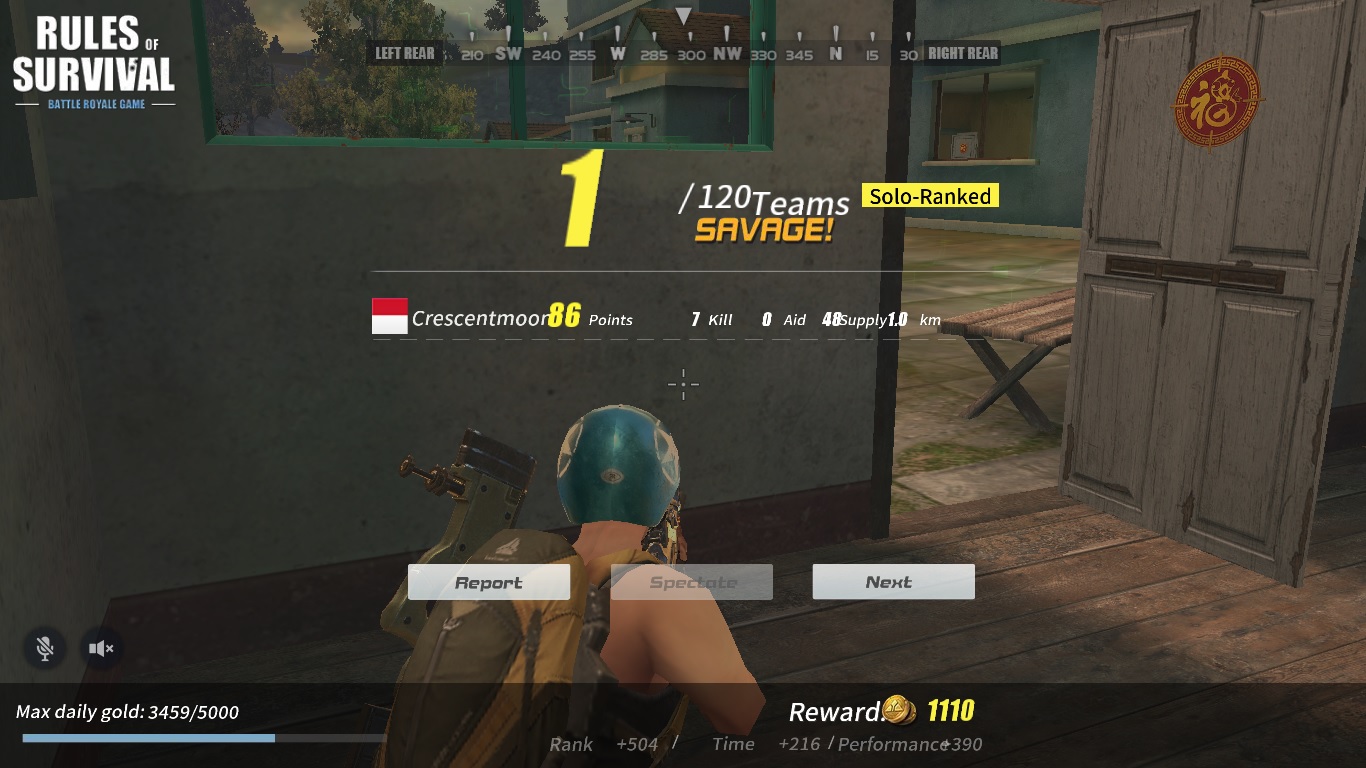 RULES OF
SURVIVAL
BATTLE ROYALE GAME
LEFT REAR 210 SW 240 255 W 285 300 NW 330 345 N 15 30 RIGHT REAR
福
1 /120Teams Solo-Ranked
SAVAGE!
Crescentmoon 86 Points 7 Kill 0 Aid 48 Supply 1.0 km
Report Spectate Next
Max daily gold: 3459/5000
Reward: 1110
Rank +504 / Time +216 / Performance +390